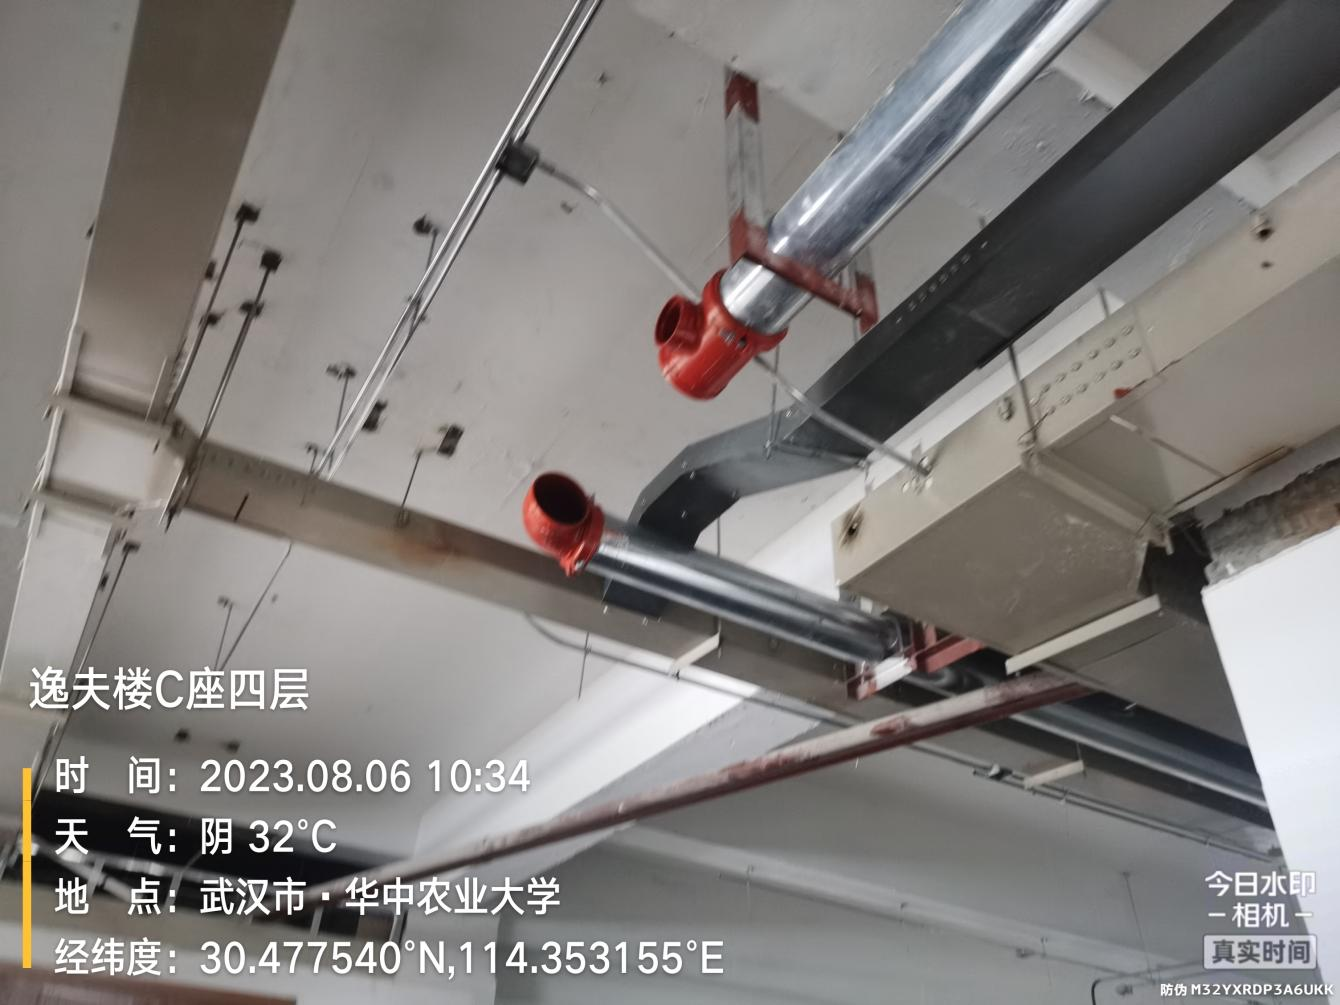 逸夫楼C座四层
时 间：2023.08.06 10:34
天 气：阴 32℃
地 点：武汉市·华中农业大学
经纬度：30.477540°N,114.353155°E
今日水印
-相机-
真实时间
防伪 M32YXRDP3A6UKK